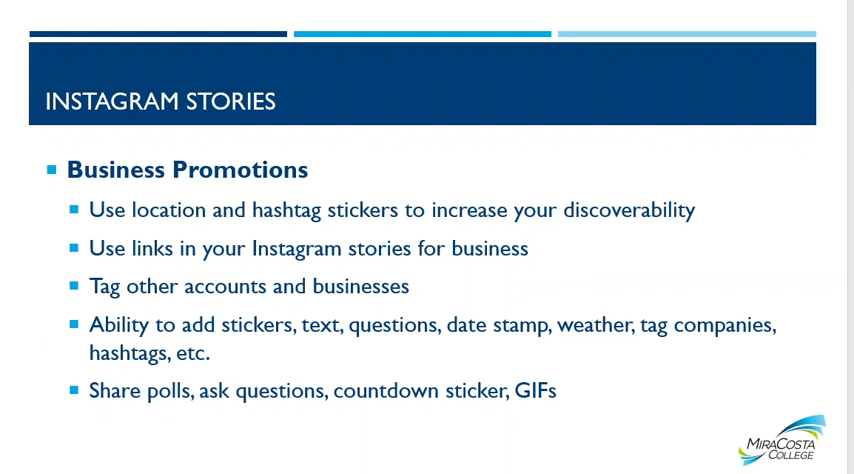 INSTAGRAM STORIES
Business Promotions
Use location and hashtag stickers to increase your discoverability
Use links in your Instagram stories for business
Tag other accounts and businesses
Ability to add stickers, text, questions, date stamp, weather, tag companies,
hashtags, etc.
Share polls, ask questions, countdown sticker, GIFs
MIRACOSTA
COLLEGE